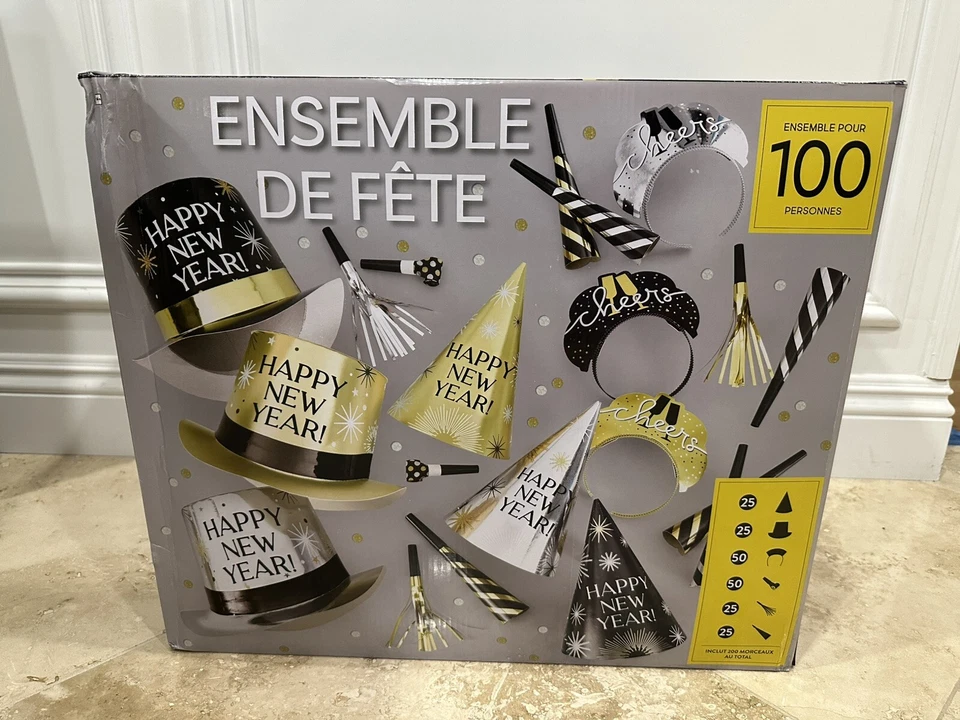 ENSEMBLE
DE FÊTE
ENSEMBLE POUR
100
PERSONNES
cheers
HAPPY
NEW
YEAR!
cheers
HAPPY
NEW
YEAR!
HAPPY
NEW
YEAR!
cheers
HAPPY
NEW
YEAR!
HAPPY
NEW
YEAR!
HAPPY
NEW
YEAR!
25
25
50
50
25
25
INCLUT 200 MORCEAUX
AU TOTAL